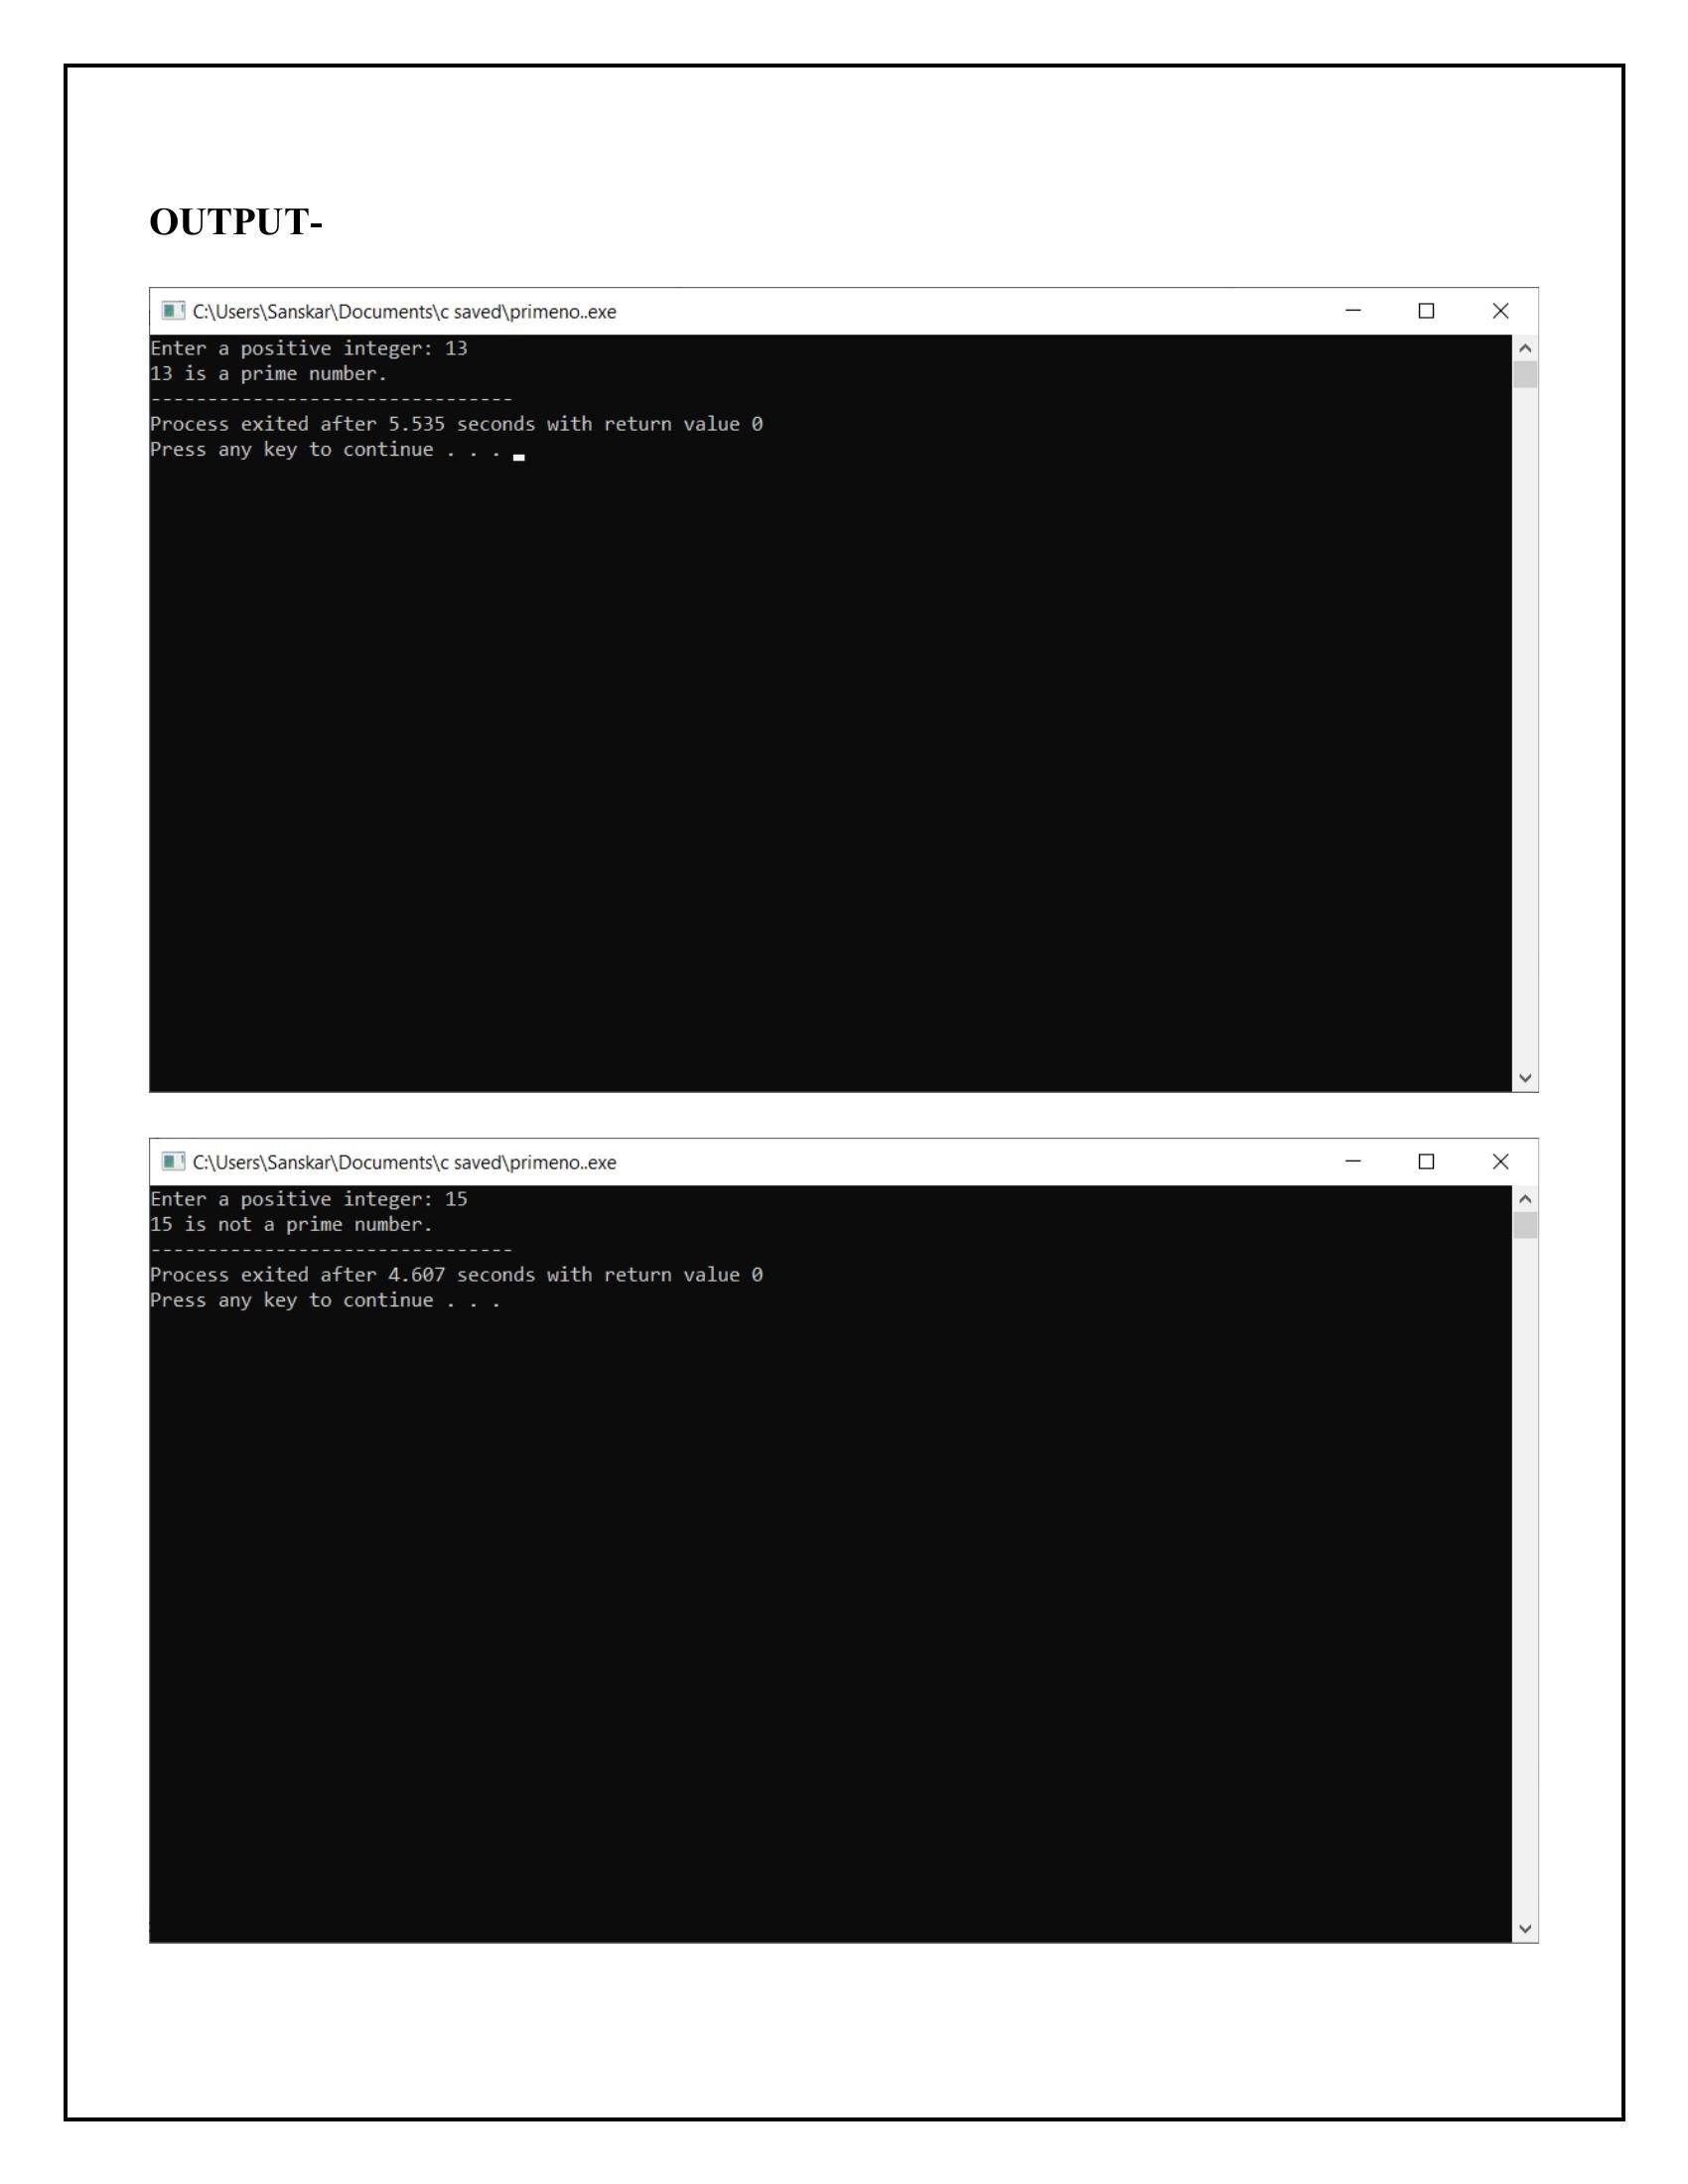 OUTPUT-
C:\Users\Sanskar\Documents\c saved\primeno..exe
Enter a positive integer: 13
13 is a prime number.
--------------------------------
Process exited after 5.535 seconds with return value 0
Press any key to continue . . .
C:\Users\Sanskar\Documents\c saved\primeno..exe
Enter a positive integer: 15
15 is not a prime number.
--------------------------------
Process exited after 4.607 seconds with return value 0
Press any key to continue . . .